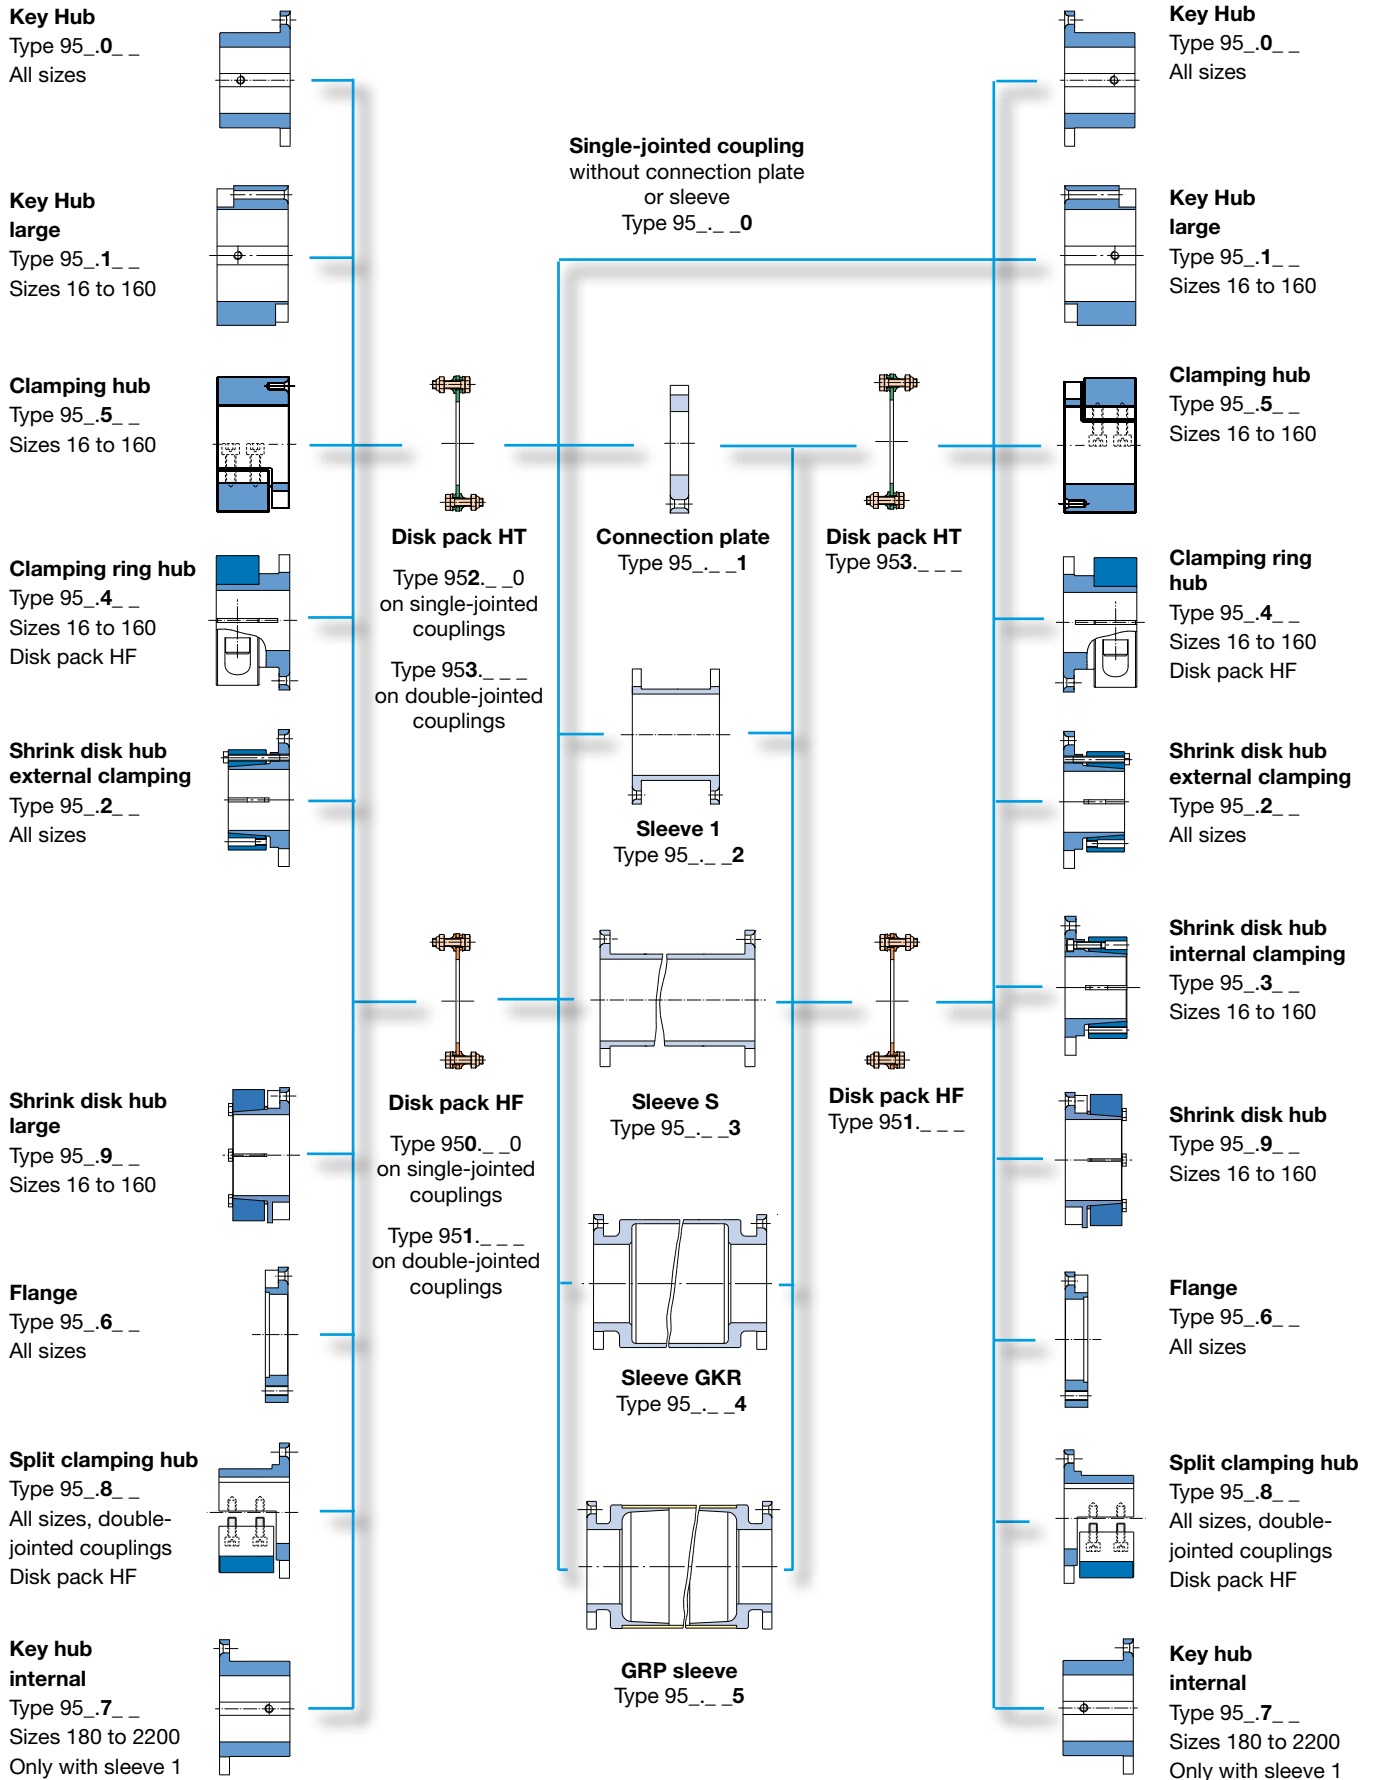 Key Hub
Type 95_.0_ _
All sizes
Key Hub
large
Type 95_.1_ _
Sizes 16 to 160
Clamping hub
Type 95_.5_ _
Sizes 16 to 160
Clamping ring hub
Type 95_.4_ _
Sizes 16 to 160
Disk pack HF
Shrink disk hub
external clamping
Type 95_.2_ _
All sizes
Shrink disk hub
large
Type 95_.9_ _
Sizes 16 to 160
Flange
Type 95_.6_ _
All sizes
Split clamping hub
Type 95_.8_ _
All sizes, double-
jointed couplings
Disk pack HF
Key hub
internal
Type 95_.7_ _
Sizes 180 to 2200
Only with sleeve 1
Disk pack HT
Type 952._ _0
on single-jointed
couplings
Type 953._ _ _
on double-jointed
couplings
Disk pack HF
Type 950._ _0
on single-jointed
couplings
Type 951._ _ _
on double-jointed
couplings
Single-jointed coupling
without connection plate
or sleeve
Type 95_._ _0
Connection plate
Type 95_._ _1
Sleeve 1
Type 95_._ _2
Sleeve S
Type 95_._ _3
Sleeve GKR
Type 95_._ _4
GRP sleeve
Type 95_._ _5
Disk pack HT
Type 953._ _ _
Disk pack HF
Type 951._ _ _
Key Hub
Type 95_.0_ _
All sizes
Key Hub
large
Type 95_.1_ _
Sizes 16 to 160
Clamping hub
Type 95_.5_ _
Sizes 16 to 160
Clamping ring
hub
Type 95_.4_ _
Sizes 16 to 160
Disk pack HF
Shrink disk hub
external clamping
Type 95_.2_ _
All sizes
Shrink disk hub
internal clamping
Type 95_.3_ _
Sizes 16 to 160
Shrink disk hub
Type 95_.9_ _
Sizes 16 to 160
Flange
Type 95_.6_ _
All sizes
Split clamping hub
Type 95_.8_ _
All sizes, double-
jointed couplings
Disk pack HF
Key hub
internal
Type 95_.7_ _
Sizes 180 to 2200
Only with sleeve 1